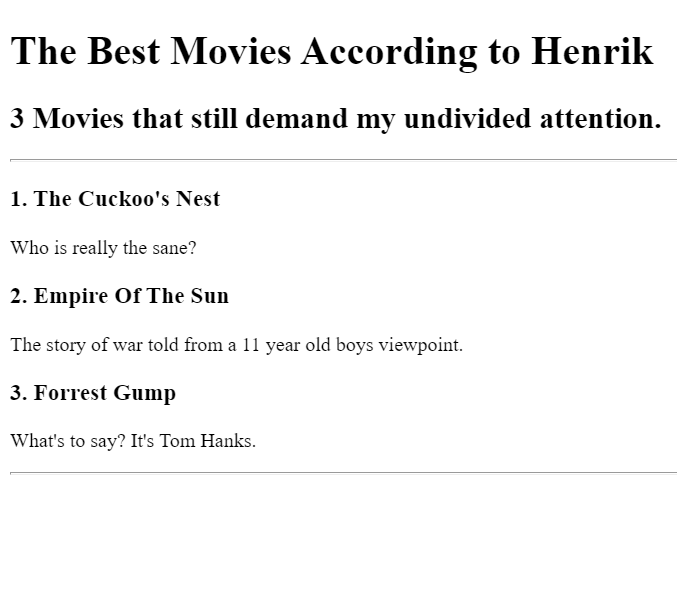 The Best Movies According to Henrik
3 Movies that still demand my undivided attention.
1. The Cuckoo's Nest
Who is really the sane?
2. Empire Of The Sun
The story of war told from a 11 year old boys viewpoint.
3. Forrest Gump
What's to say? It's Tom Hanks.